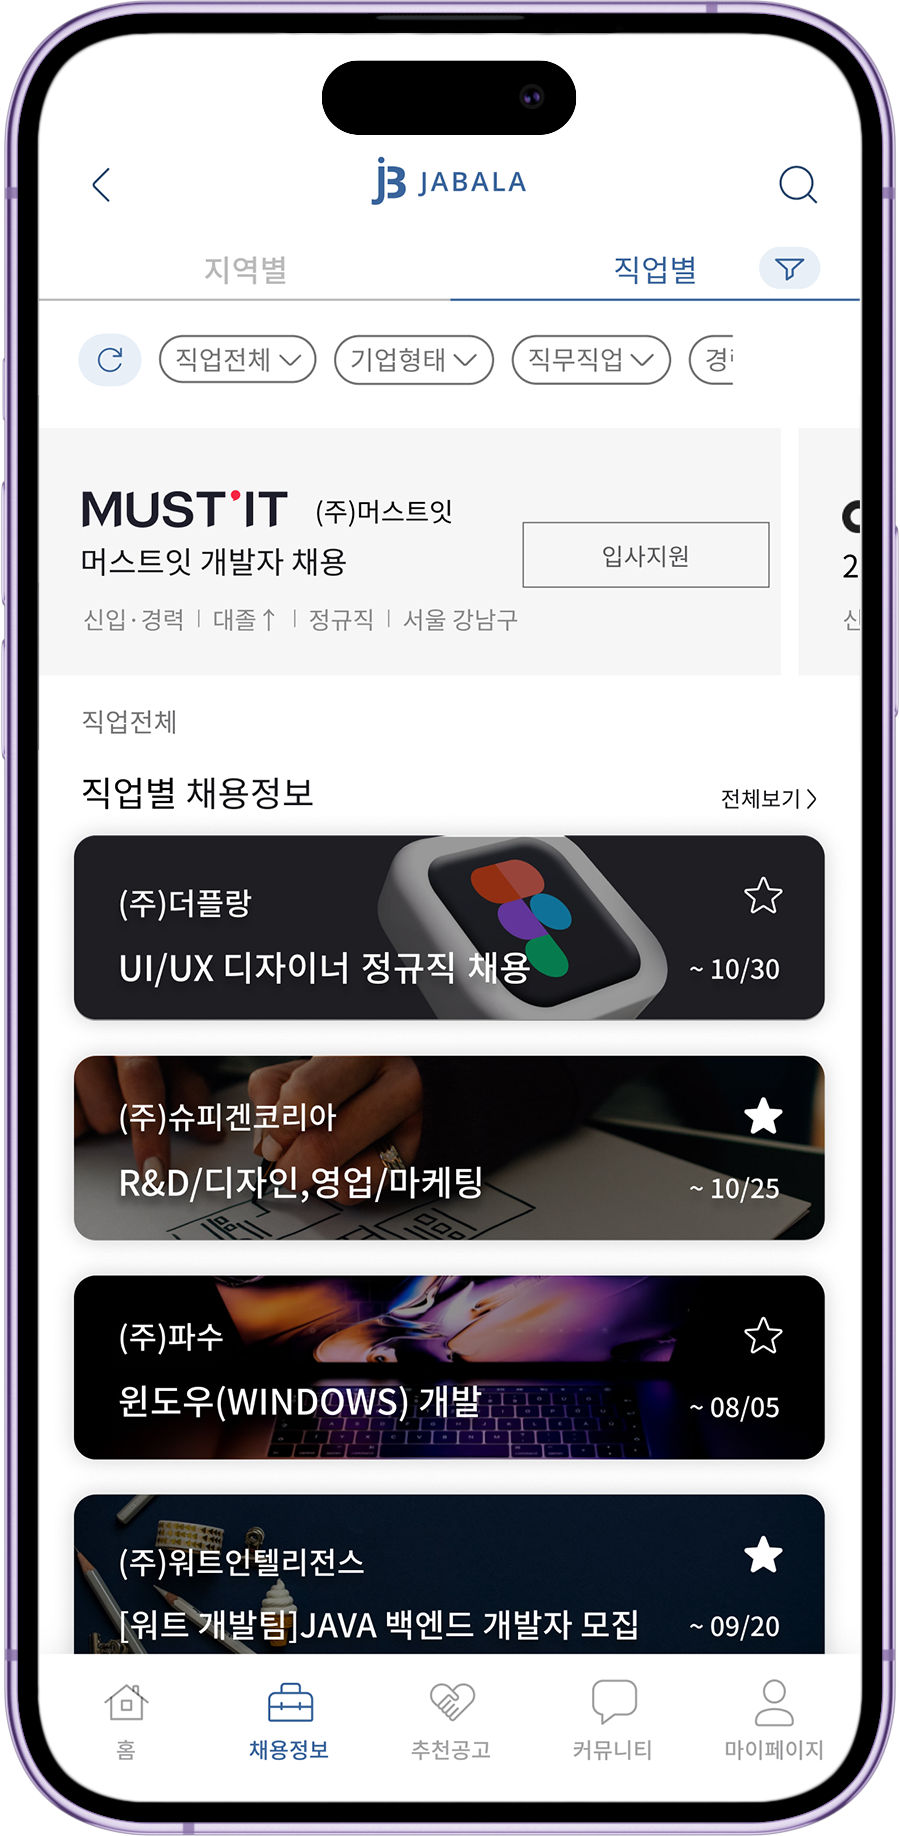 JABALA
지역별
직업별
직업전체
기업형태
직무직업
MUST'IT (주)머스트잇
머스트잇 개발자 채용
입사지원
신입·경력 | 대졸↑ | 정규직 | 서울 강남구
2
신
직업전체
직업별 채용정보
전체보기 >
(주)더플랑
UI/UX 디자이너 정규직 채용
~ 10/30
(주)슈피겐코리아
R&D/디자인,영업/마케팅
~ 10/25
(주)파수
윈도우(WINDOWS) 개발
~ 08/05
(주)워트인텔리전스
[워트 개발팀]JAVA 백엔드 개발자 모집
~ 09/20
홈
채용정보
추천공고
커뮤니티
마이페이지